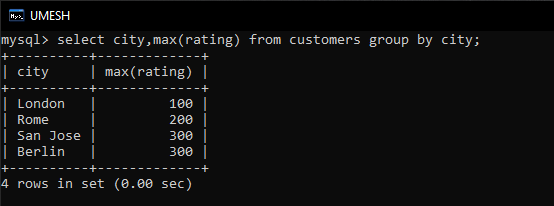 UMESH
mysql> select city,max(rating) from customers group by city;
+----------+-------------+
| city     | max(rating) |
+----------+-------------+
| London   |         100 |
| Rome     |         200 |
| San Jose |         300 |
| Berlin   |         300 |
+----------+-------------+
4 rows in set (0.00 sec)